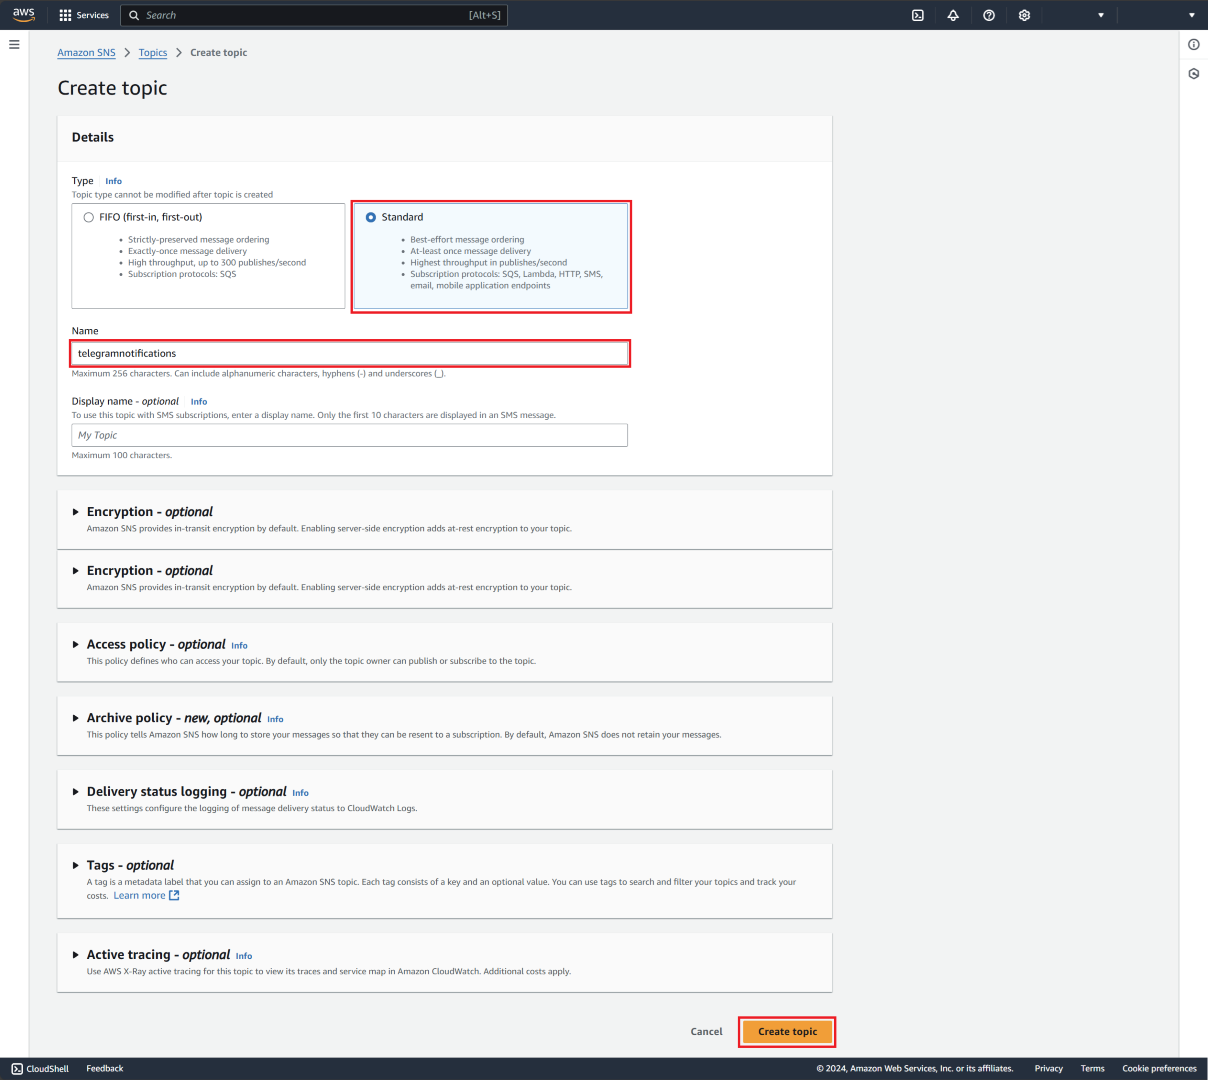 aws
Services
Search
[Alt+S]
Amazon SNS
Topics
Create topic
Create topic
Details
Type
Info
Topic type cannot be modified after topic is created
FIFO (first-in, first-out)
Strictly-preserved message ordering
Exactly-once message delivery
High throughput, up to 300 publishes/second
Subscription protocols: SQS
Standard
Best-effort message ordering
At-least once message delivery
Highest throughput in publishes/second
Subscription protocols: SQS, Lambda, HTTP, SMS,
email, mobile application endpoints
Name
telegramnotifications
Maximum 256 characters. Can include alphanumeric characters, hyphens (-) and underscores (_).
Display name - optional
Info
To use this topic with SMS subscriptions, enter a display name. Only the first 10 characters are displayed in an SMS message.
My Topic
Maximum 100 characters.
Encryption - optional
Amazon SNS provides in-transit encryption by default. Enabling server-side encryption adds at-rest encryption to your topic.
Encryption - optional
Amazon SNS provides in-transit encryption by default. Enabling server-side encryption adds at-rest encryption to your topic.
Access policy - optional Info
This policy defines who can access your topic. By default, only the topic owner can publish or subscribe to the topic.
Archive policy - new, optional Info
This policy tells Amazon SNS how long to store your messages so that they can be resent to a subscription. By default, Amazon SNS does not retain your messages.
Delivery status logging - optional Info
These settings configure the logging of message delivery status to CloudWatch Logs.
Tags - optional
A tag is a metadata label that you can assign to an Amazon SNS topic. Each tag consists of a key and an optional value. You can use tags to search and filter your topics and track your
costs. Learn more
Active tracing - optional Info
Use AWS X-Ray active tracing for this topic to view its traces and service map in Amazon CloudWatch. Additional costs apply.
Cancel
Create topic
CloudShell
Feedback
© 2024, Amazon Web Services, Inc. or its affiliates.
Privacy
Terms
Cookie preferences